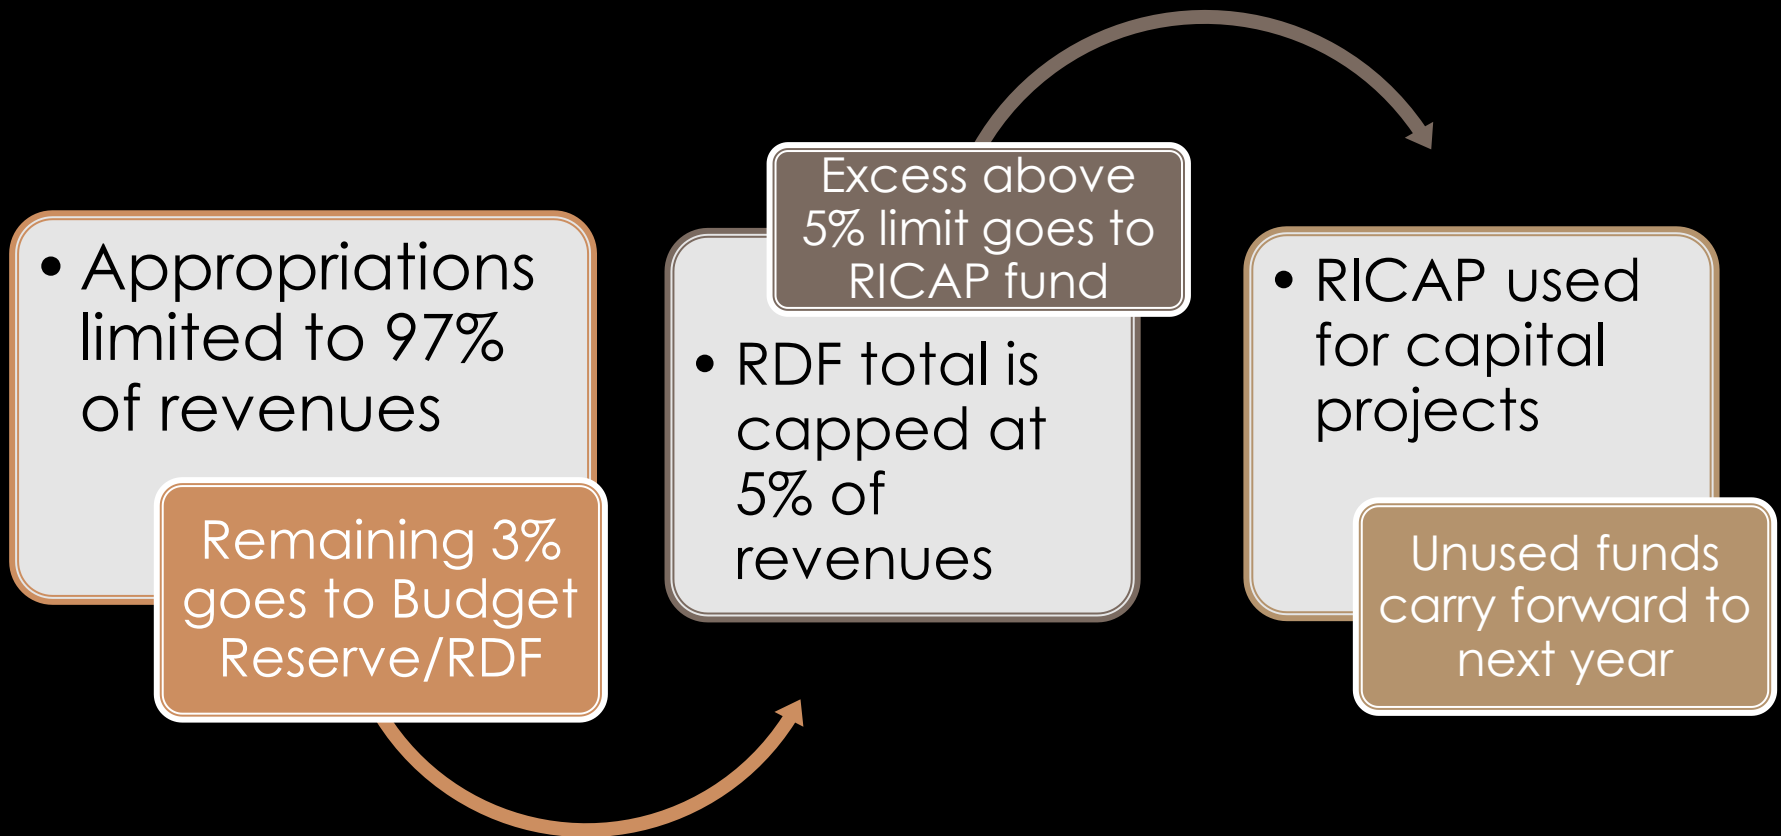 • Appropriations
limited to 97%
of revenues
Remaining 3%
goes to Budget
Reserve/RDF
Excess above
5% limit goes to
RICAP fund
• RDF total is
capped at
5% of
revenues
• RICAP used
for capital
projects
Unused funds
carry forward to
next year